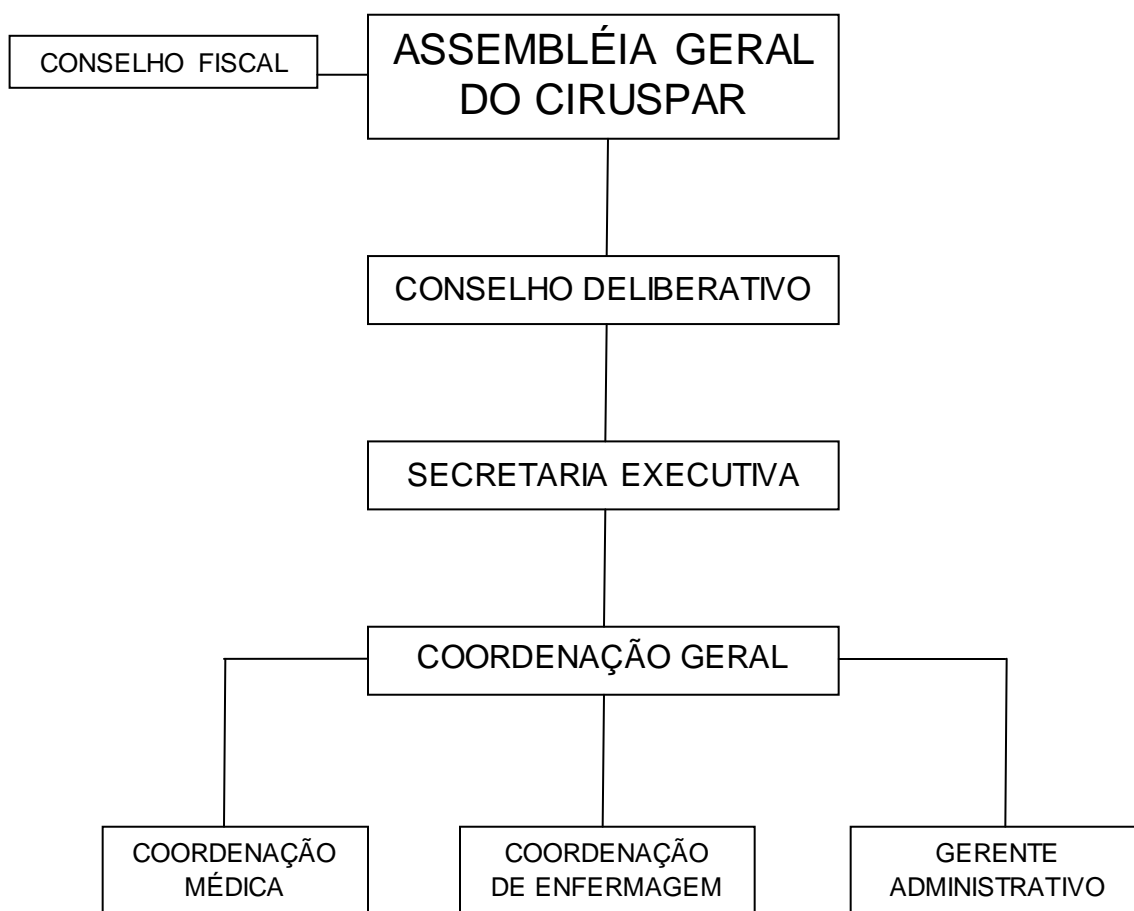 CONSELHO FISCAL
ASSEMBLÉIA GERAL
DO CIRUSPAR
CONSELHO DELIBERATIVO
SECRETARIA EXECUTIVA
COORDENAÇÃO GERAL
COORDENAÇÃO
MÉDICA
COORDENAÇÃO
DE ENFERMAGEM
GERENTE
ADMINISTRATIVO